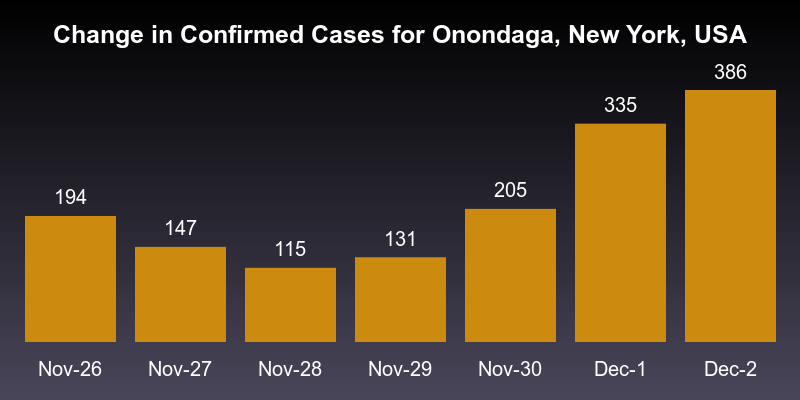 Change in Confirmed Cases for Onondaga, New York, USA
194
147
115
131
205
335
386
Nov-26
Nov-27
Nov-28
Nov-29
Nov-30
Dec-1
Dec-2